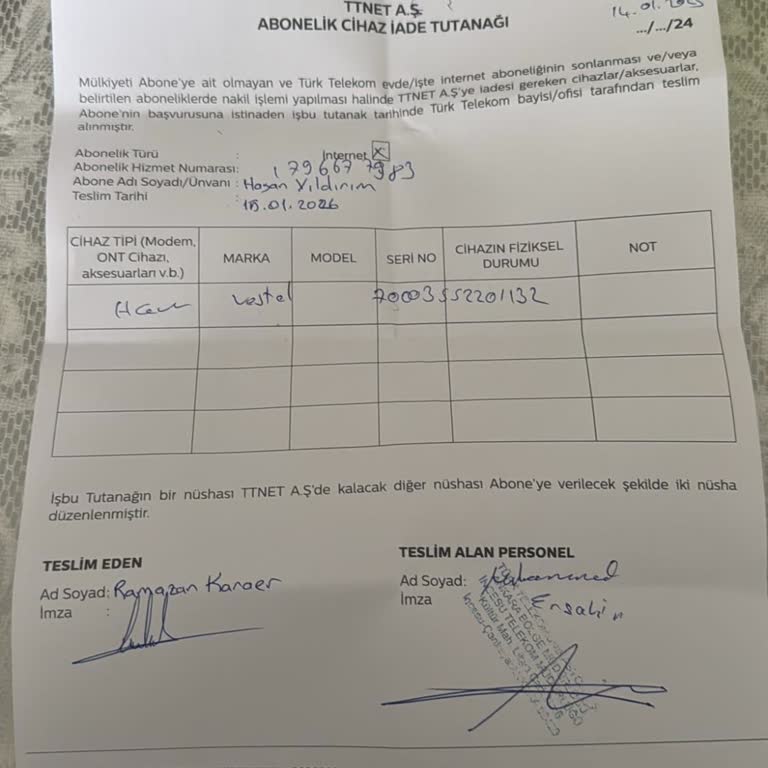 TTNET A.Ş.
ABONELİK CİHAZ İADE TUTANAĞI
14.01.
.../.../24
Mülkiyeti Abone'ye ait olmayan ve Türk Telekom evde/işte internet aboneliğinin sonlanması ve/veya
belirtilen aboneliklerde nakil işlemi yapılması halinde TTNET A.Ş'ye iadesi gereken cihazlar/aksesuarlar,
Abone'nin başvurusuna istinaden işbu tutanak tarihinde Türk Telekom bayisi/ofisi tarafından teslim
alınmıştır.
Abonelik Türü : İnternet X
Abonelik Hizmet Numarası:
Abone Adı Soyadı/Ünvanı : Hasan Yıldırım
Teslim Tarihi : 15.01.2026
CİHAZ TİPİ (Modem, ONT Cihazı, aksesuarları v.b.) MARKA MODEL SERİ NO CİHAZIN FİZİKSEL DURUMU NOT
Vestel 70003552201132
İşbu Tutanağın bir nüshası TTNET A.Ş'de kalacak diğer nüshası Abone'ye verilecek şekilde iki nüsha
düzenlenmiştir.
TESLİM EDEN
Ad Soyad: Ramazan Karaer
İmza :
TESLİM ALAN PERSONEL
Ad Soyad: Muhammed
Ersahin
İmza